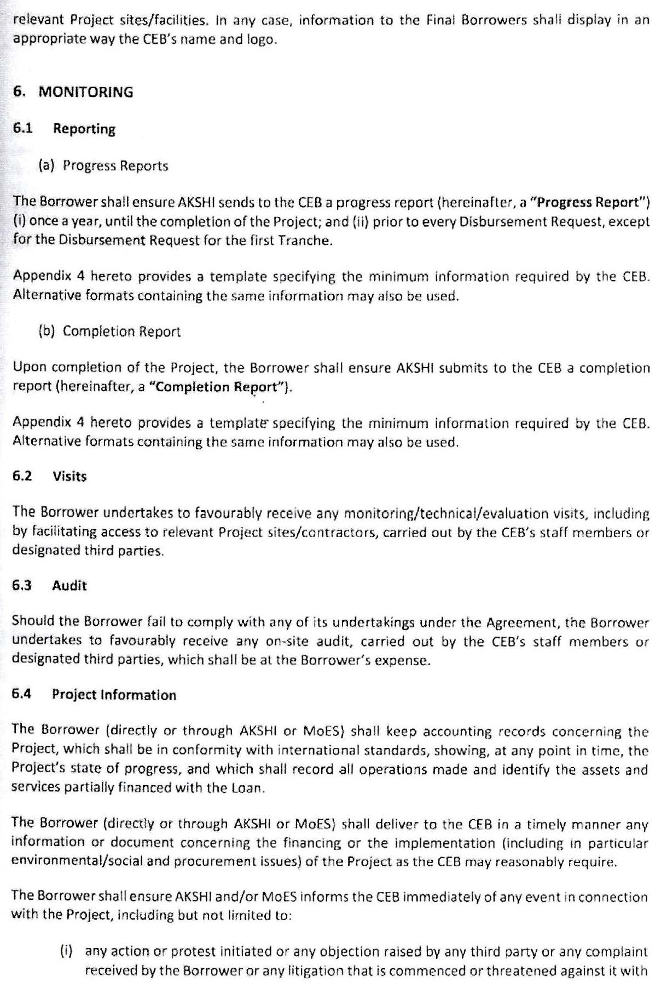 relevant Project sites/facilities. In any case, information to the Final Borrowers shall display in an
appropriate way the CEB's name and logo.
6. MONITORING
6.1 Reporting
(a) Progress Reports
The Borrower shall ensure AKSHI sends to the CEB a progress report (hereinafter, a "Progress Report")
(i) once a year, until the completion of the Project; and (ii) prior to every Disbursement Request, except
for the Disbursement Request for the first Tranche.
Appendix 4 hereto provides a template specifying the minimum information required by the CEB.
Alternative formats containing the same information may also be used.
(b) Completion Report
Upon completion of the Project, the Borrower shall ensure AKSHI submits to the CEB a completion
report (hereinafter, a "Completion Report").
Appendix 4 hereto provides a template specifying the minimum information required by the CEB.
Alternative formats containing the same information may also be used.
6.2 Visits
The Borrower undertakes to favourably receive any monitoring/technical/evaluation visits, including
by facilitating access to relevant Project sites/contractors, carried out by the CEB's staff members or
designated third parties.
6.3 Audit
Should the Borrower fail to comply with any of its undertakings under the Agreement, the Borrower
undertakes to favourably receive any on-site audit, carried out by the CEB's staff members or
designated third parties, which shall be at the Borrower's expense.
6.4 Project Information
The Borrower (directly or through AKSHI or MoES) shall keep accounting records concerning the
Project, which shall be in conformity with international standards, showing, at any point in time, the
Project's state of progress, and which shall record all operations made and identify the assets and
services partially financed with the Loan.
The Borrower (directly or through AKSHI or MoES) shall deliver to the CEB in a timely manner any
information or document concerning the financing or the implementation (including in particular
environmental/social and procurement issues) of the Project as the CEB may reasonably require.
The Borrower shall ensure AKSHI and/or MoES informs the CEB immediately of any event in connection
with the Project, including but not limited to:
(i) any action or protest initiated or any objection raised by any third party or any complaint
received by the Borrower or any litigation that is commenced or threatened against it with